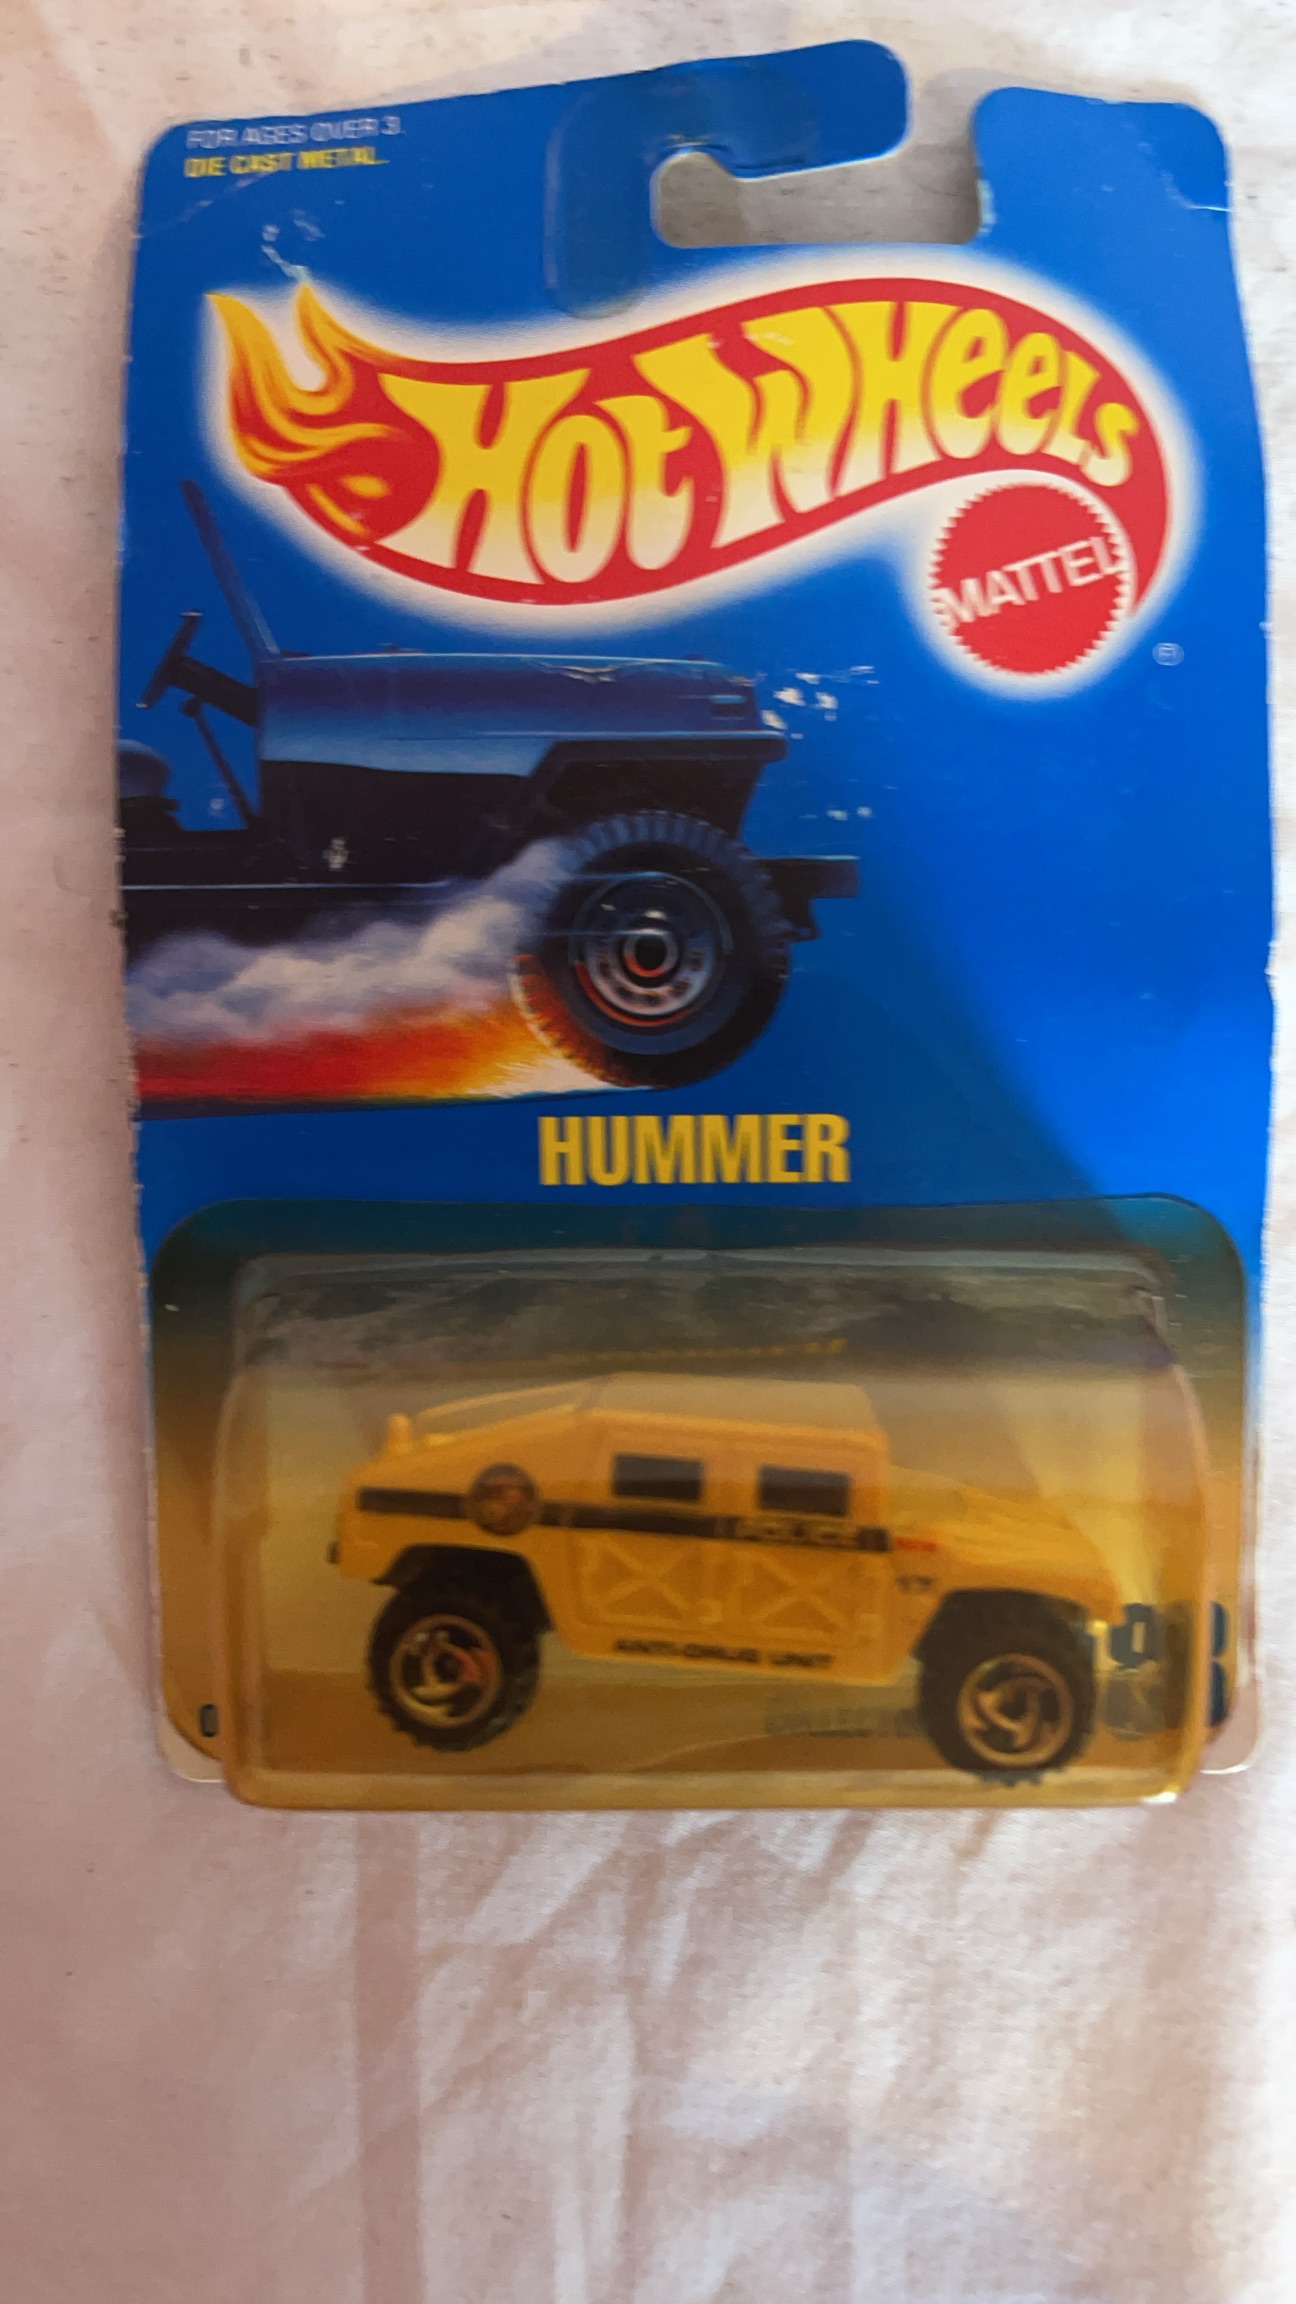 FOR AGES OVER 3.
DIE CAST METAL.
HOT WHEELS
MATTEL
®
HUMMER
POLICE
ANTI-DRUG UNIT